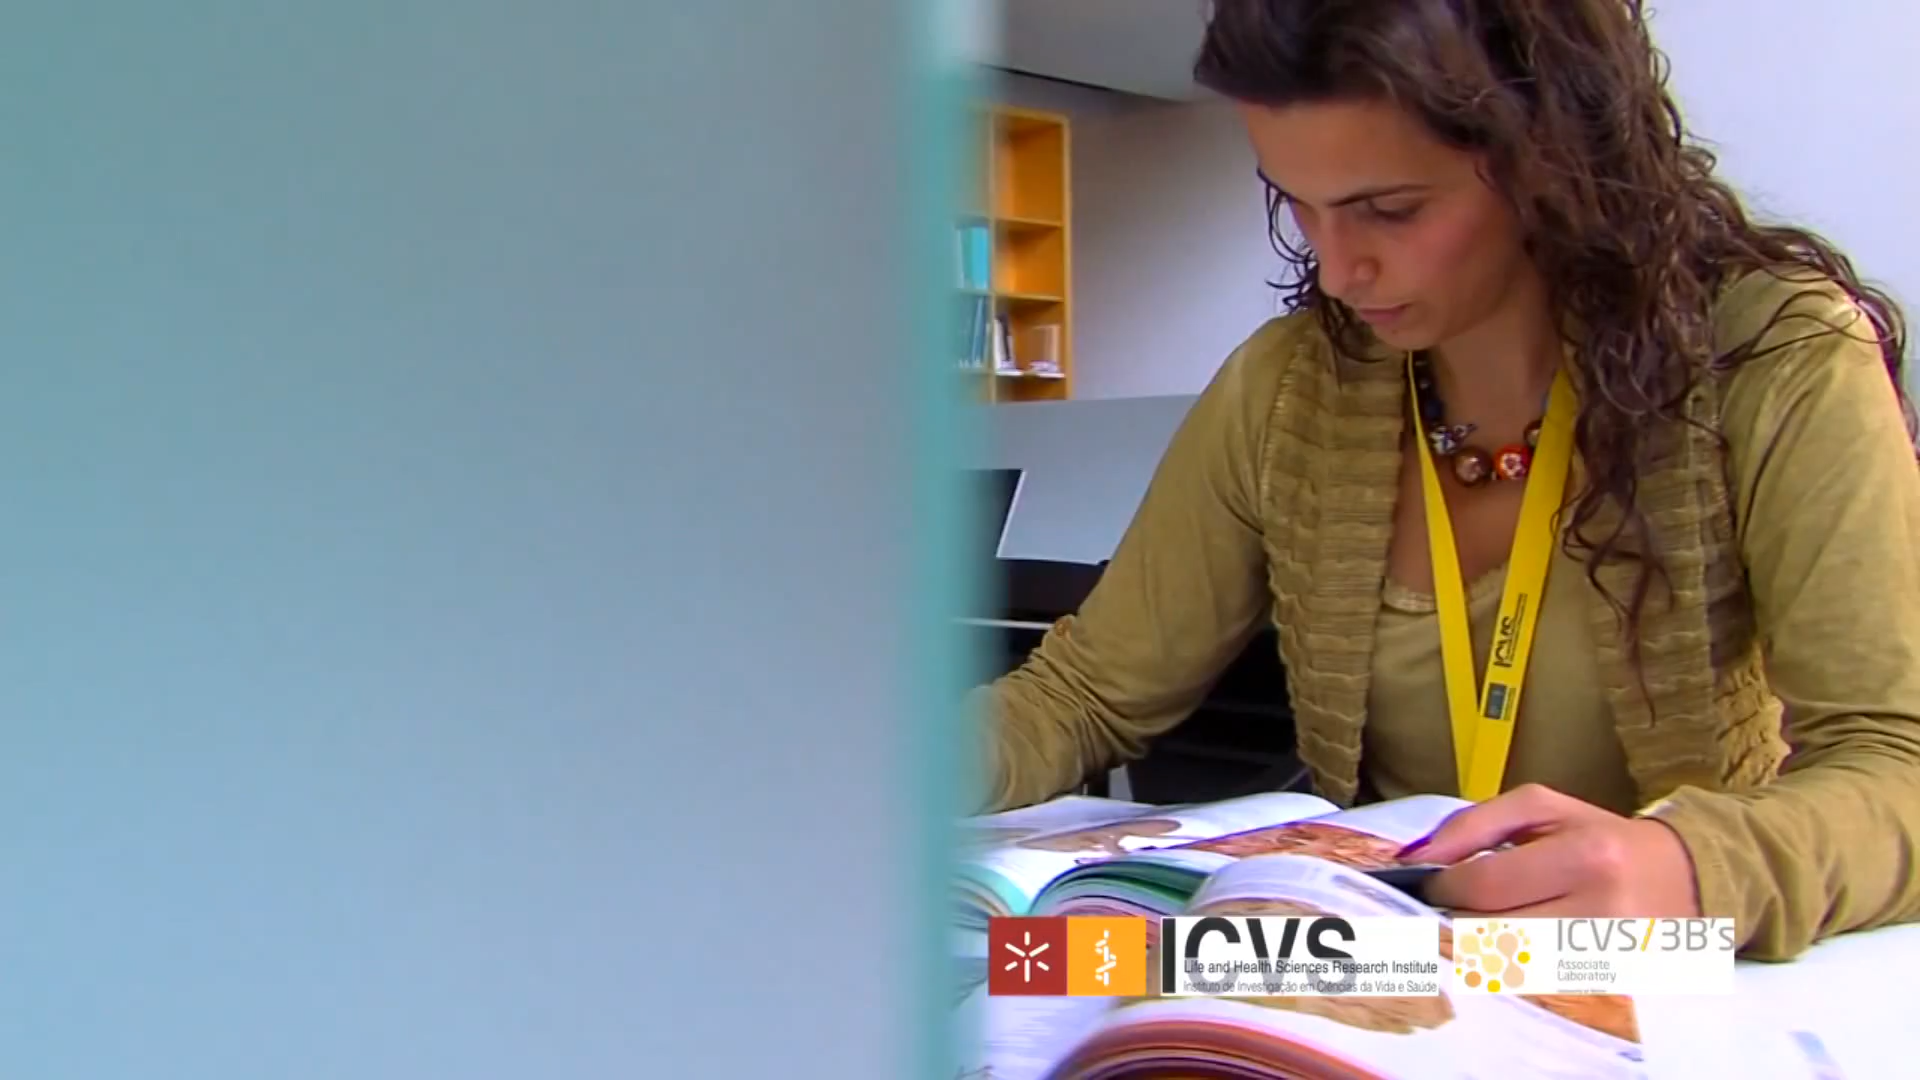 ICVS
ICVS
Life and Health Sciences Research Institute
Instituto de Investigação em Ciências da Vida e Saúde
ICVS/3B's
Associate
Laboratory